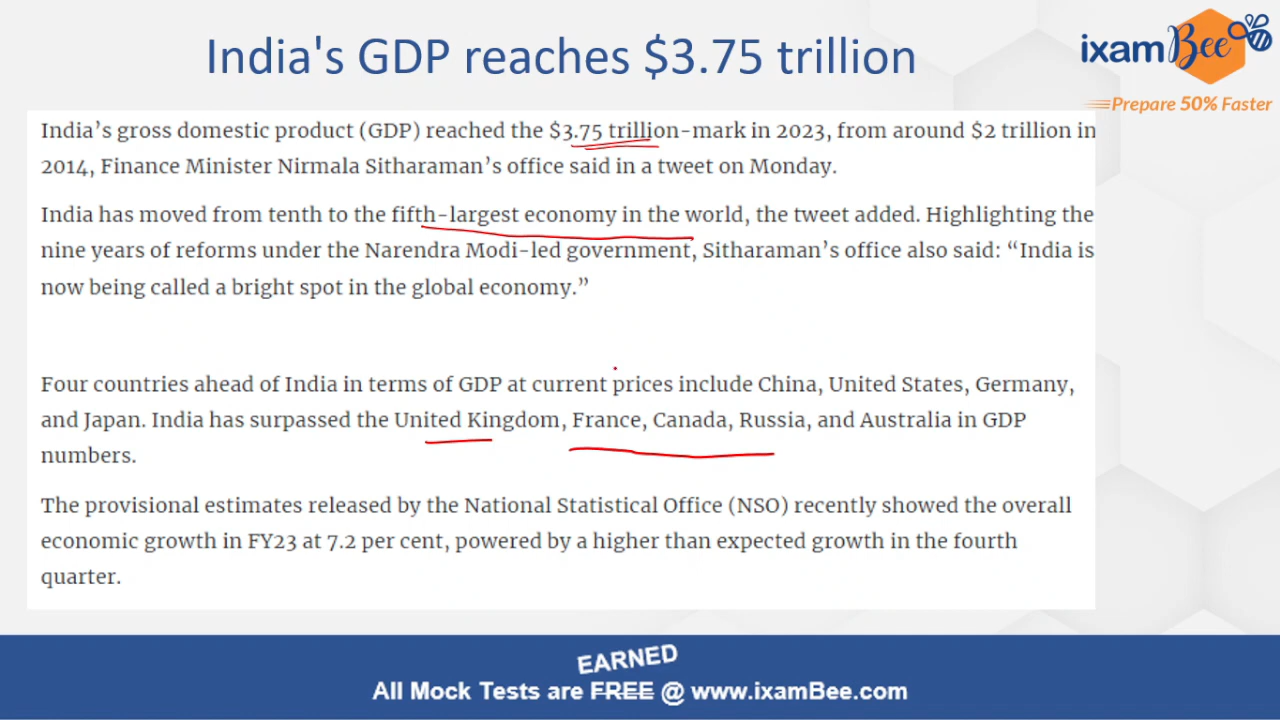 India's GDP reaches $3.75 trillion
ixamBee
Prepare 50% Faster
India’s gross domestic product (GDP) reached the $3.75 trillion-mark in 2023, from around $2 trillion in
2014, Finance Minister Nirmala Sitharaman’s office said in a tweet on Monday.
India has moved from tenth to the fifth-largest economy in the world, the tweet added. Highlighting the
nine years of reforms under the Narendra Modi-led government, Sitharaman’s office also said: “India is
now being called a bright spot in the global economy.”
Four countries ahead of India in terms of GDP at current prices include China, United States, Germany,
and Japan. India has surpassed the United Kingdom, France, Canada, Russia, and Australia in GDP
numbers.
The provisional estimates released by the National Statistical Office (NSO) recently showed the overall
economic growth in FY23 at 7.2 per cent, powered by a higher than expected growth in the fourth
quarter.
EARNED
All Mock Tests are FREE @ www.ixamBee.com